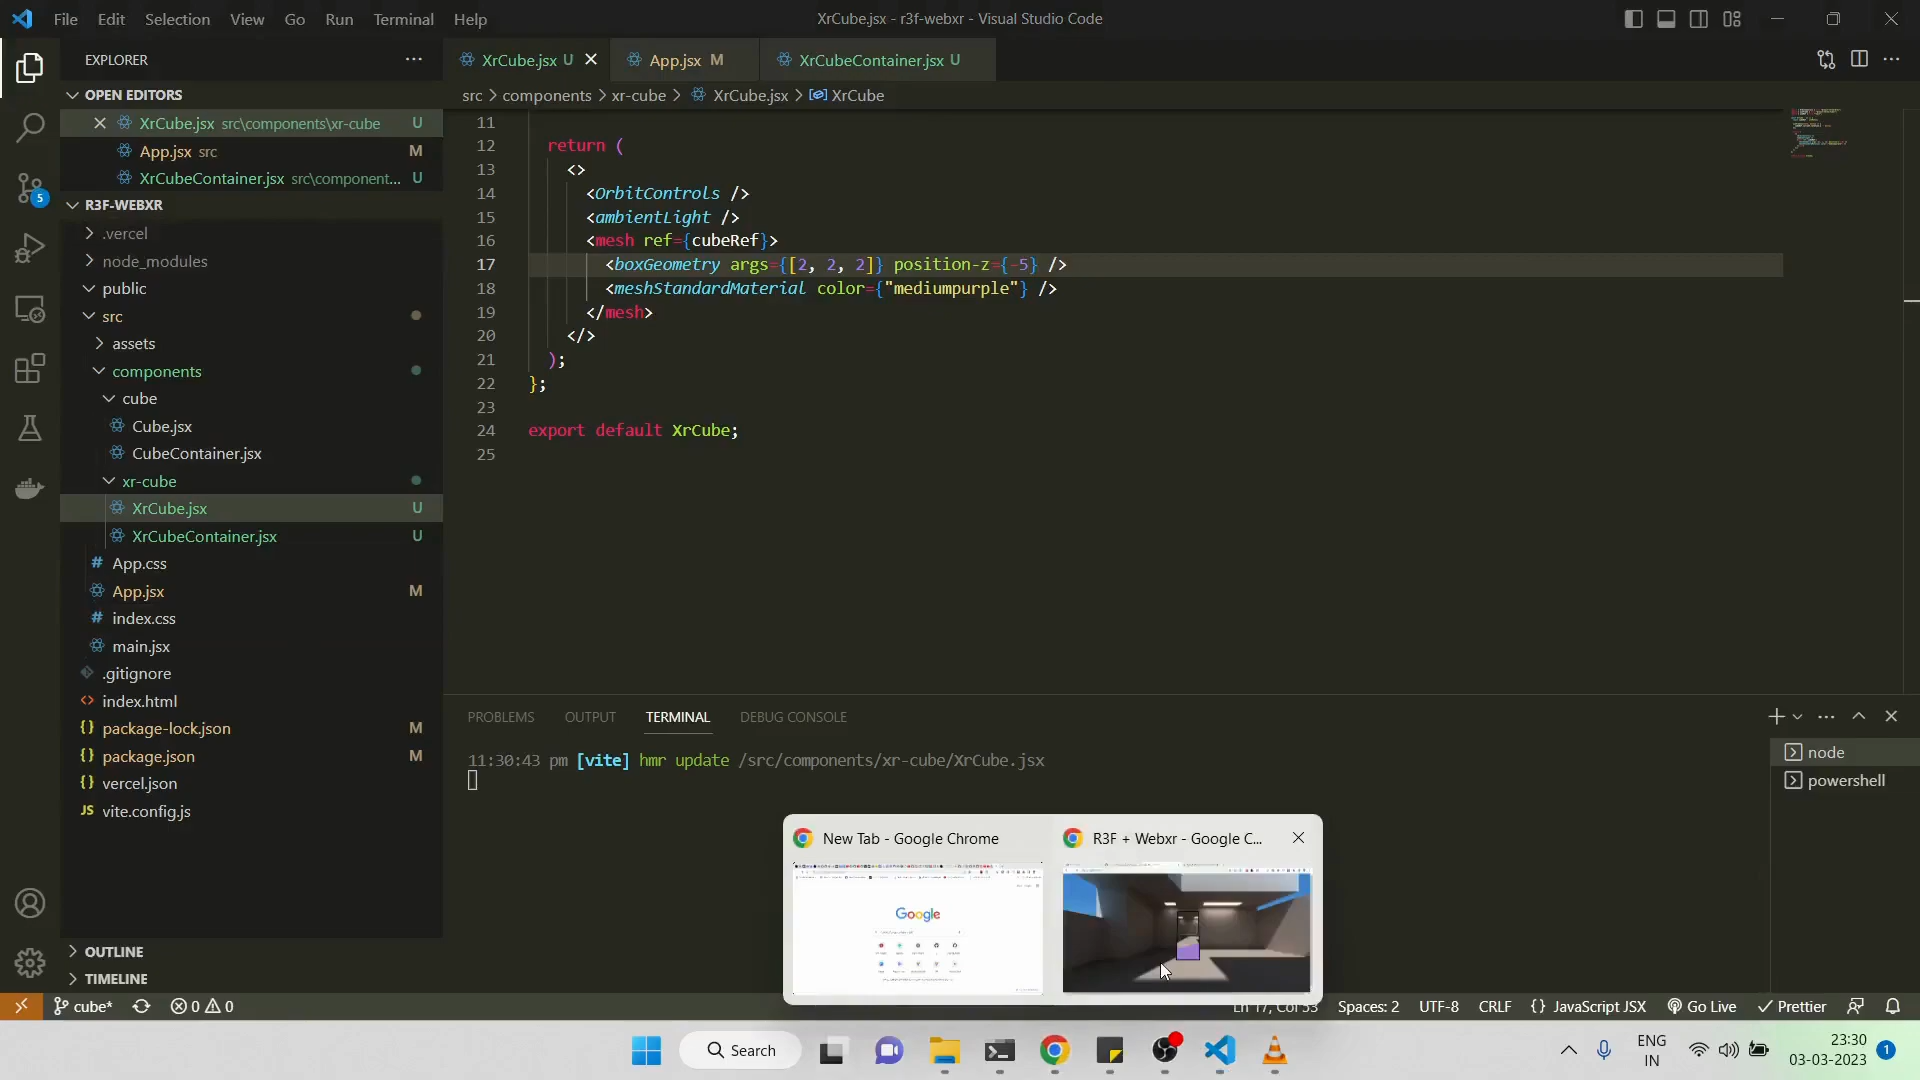 File Edit Selection View Go Run Terminal Help
XrCube.jsx - r3f-webxr - Visual Studio Code
EXPLORER
OPEN EDITORS
XrCube.jsx src\components\xr-cube U
App.jsx src M
XrCubeContainer.jsx src\component... U
R3F-WEBXR
.vercel
node_modules
public
src
assets
components
cube
Cube.jsx
CubeContainer.jsx
xr-cube
XrCube.jsx U
XrCubeContainer.jsx U
App.css
App.jsx M
index.css
main.jsx
.gitignore
index.html
package-lock.json M
package.json M
vercel.json
vite.config.js
OUTLINE
TIMELINE
5
XrCube.jsx U
App.jsx M
XrCubeContainer.jsx U
src > components > xr-cube > XrCube.jsx > XrCube
11
12 return (
13 <>
14 <OrbitControls />
15 <ambientLight />
16 <mesh ref={cubeRef}>
17 <boxGeometry args={[2, 2, 2]} position-z={-5} />
18 <meshStandardMaterial color={"mediumpurple"} />
19 </mesh>
20 </>
21 );
22 };
23
24 export default XrCube;
25
PROBLEMS OUTPUT TERMINAL DEBUG CONSOLE
11:30:43 pm [vite] hmr update /src/components/xr-cube/XrCube.jsx
node
powershell
New Tab - Google Chrome
Google
R3F + Webxr - Google C...
cube* 0 0
Spaces: 2 UTF-8 CRLF {} JavaScript JSX Go Live Prettier
Search
ENG
IN
23:30
03-03-2023
1